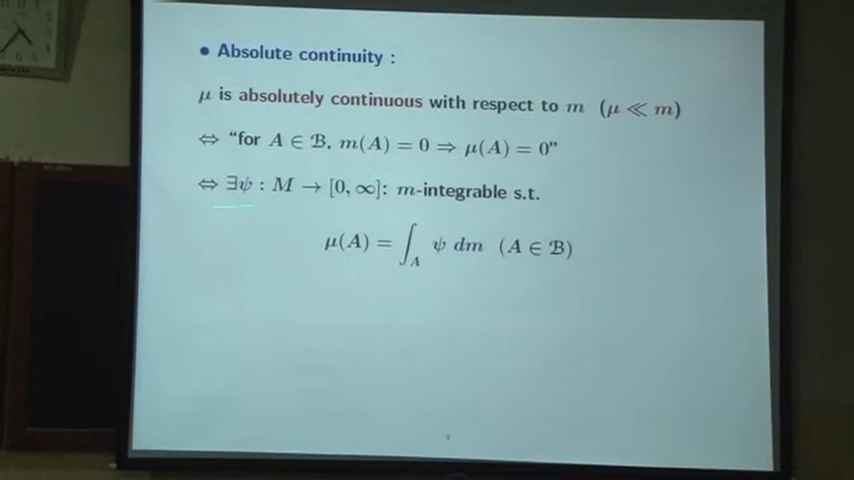 • Absolute continuity :
μ is absolutely continuous with respect to m (μ ≪ m)
⇔ "for A ∈ ℬ, m(A) = 0 ⇒ μ(A) = 0"
⇔ ∃ψ : M → [0, ∞]: m-integrable s.t.
μ(A) = ∫_A ψ dm (A ∈ ℬ)